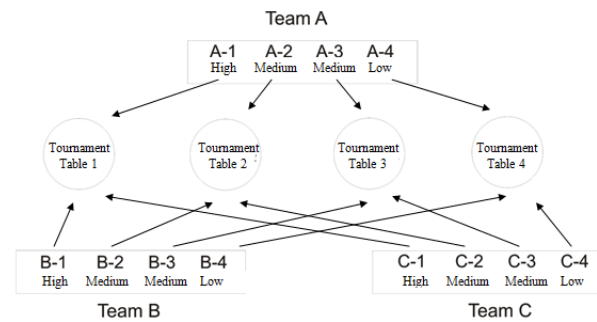 Team A
A-1 A-2 A-3 A-4
High Medium Medium Low
Tournament Table 1
Tournament Table 2
Tournament Table 3
Tournament Table 4
B-1 B-2 B-3 B-4
High Medium Medium Low
Team B
C-1 C-2 C-3 C-4
High Medium Medium Low
Team C